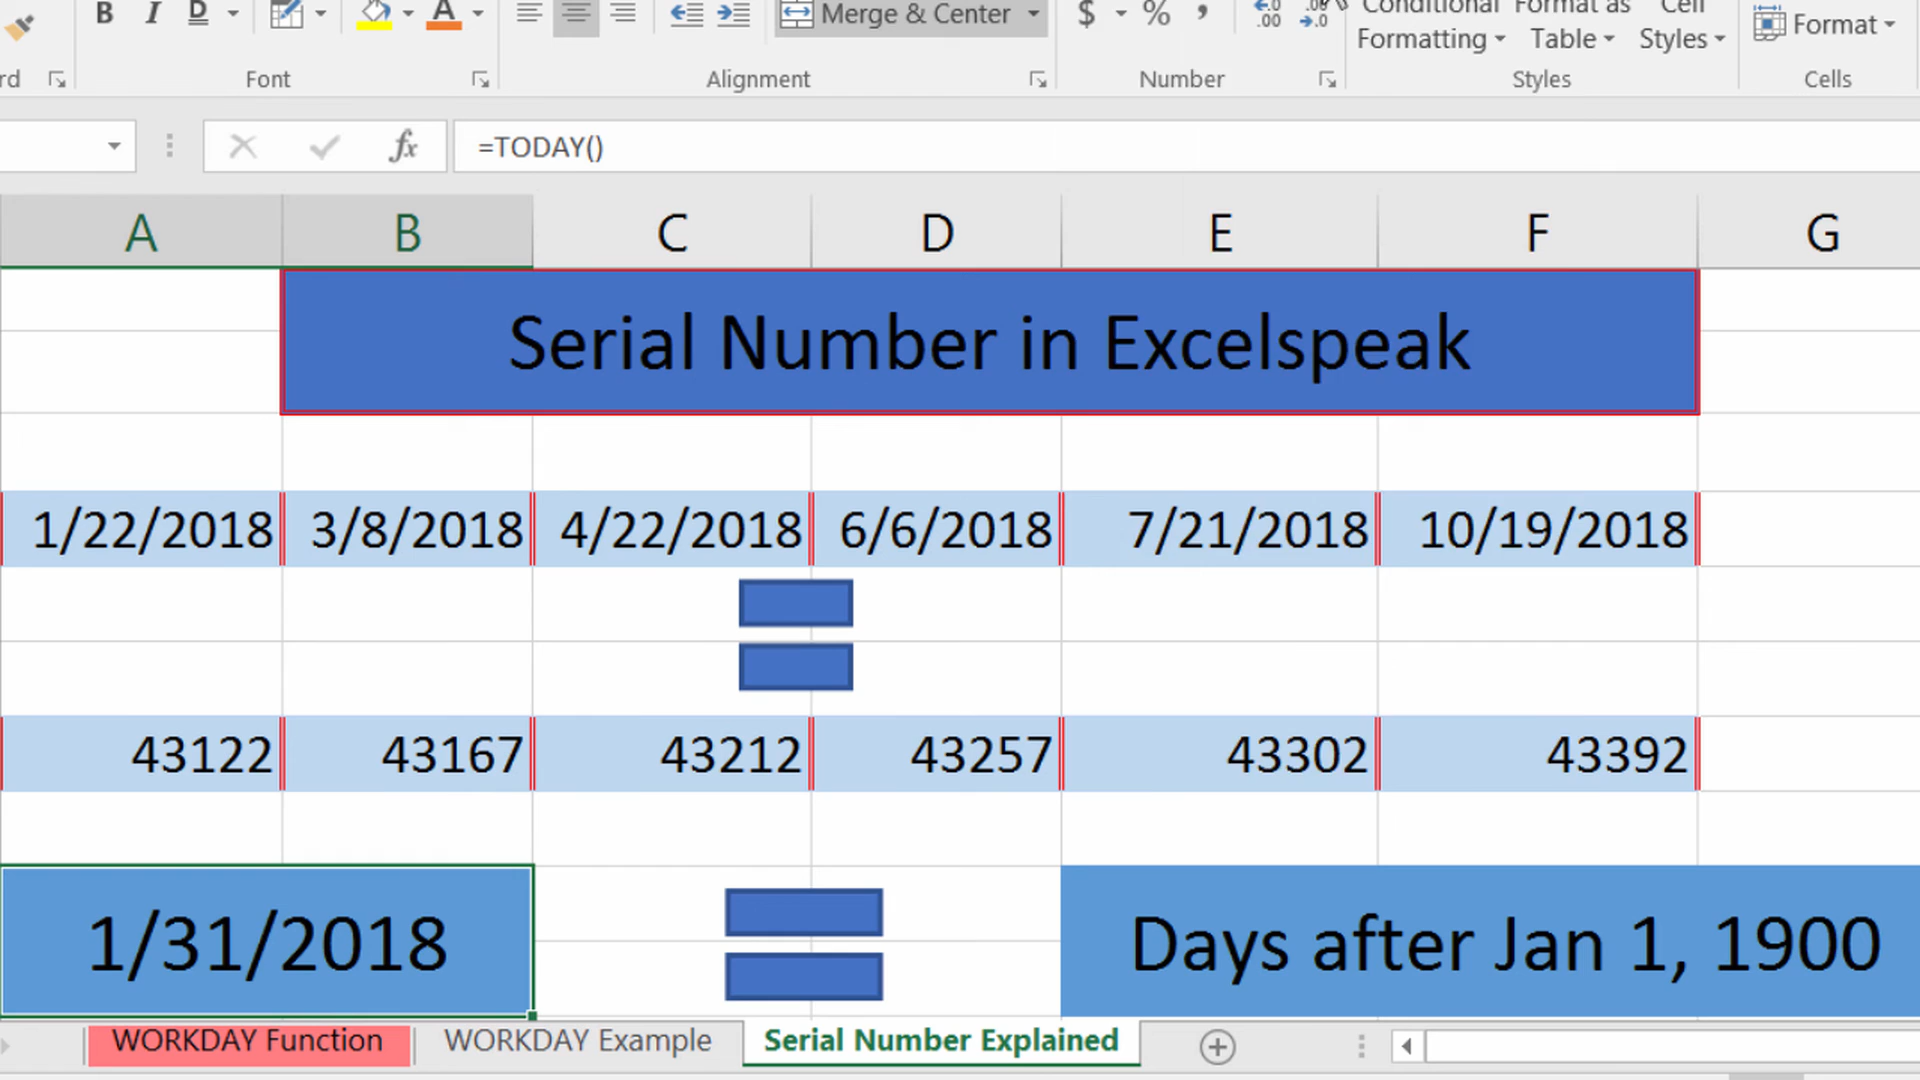 B I D A Merge & Center $ % , .00 Conditional Format as Cell
Formatting Table Styles Format
rd Font Alignment Number Styles Cells
fx =TODAY()
A B C D E F G
Serial Number in Excelspeak
1/22/2018 3/8/2018 4/22/2018 6/6/2018 7/21/2018 10/19/2018
43122 43167 43212 43257 43302 43392
1/31/2018 Days after Jan 1, 1900
WORKDAY Function WORKDAY Example Serial Number Explained